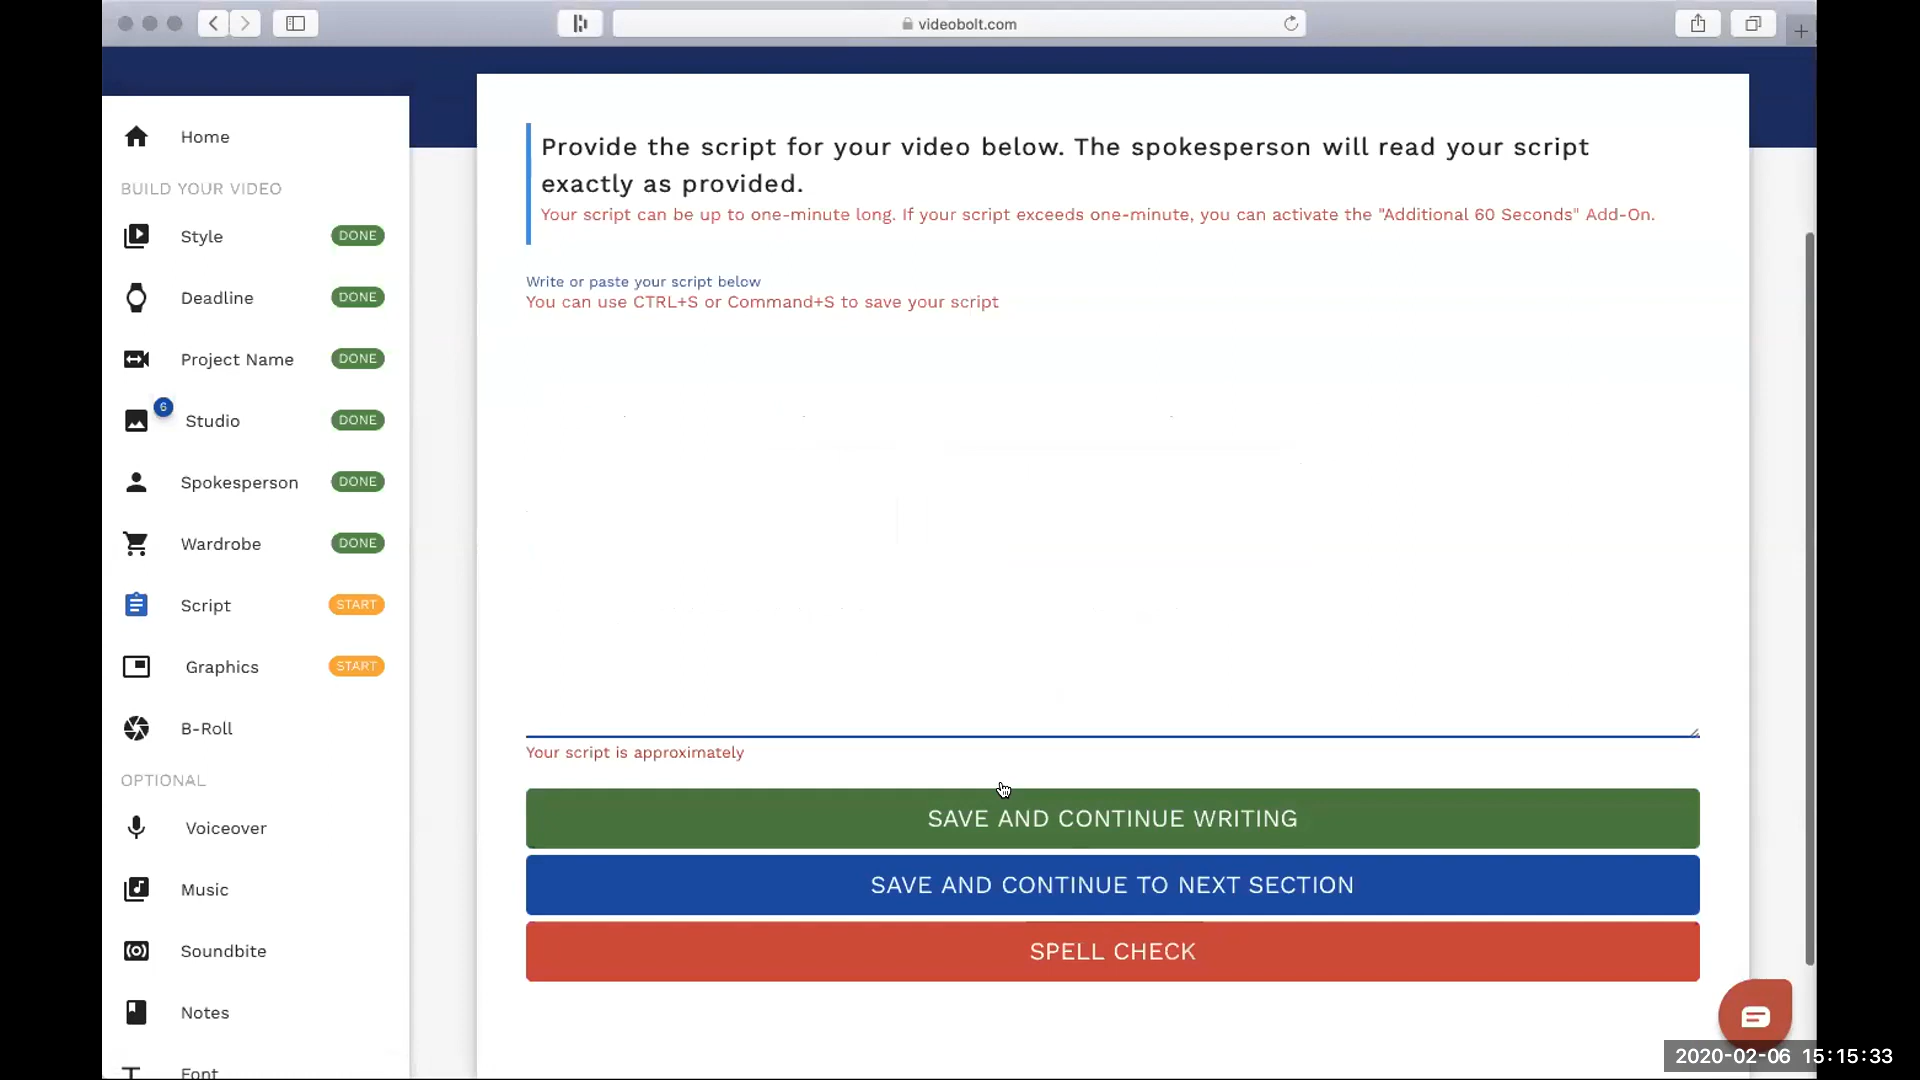 videobolt.com
Home
BUILD YOUR VIDEO
Style DONE
Deadline DONE
Project Name DONE
6
Studio DONE
Spokesperson DONE
Wardrobe DONE
Script START
Graphics START
B-Roll
OPTIONAL
Voiceover
Music
Soundbite
Notes
Font
Provide the script for your video below. The spokesperson will read your script
exactly as provided.
Your script can be up to one-minute long. If your script exceeds one-minute, you can activate the "Additional 60 Seconds" Add-On.
Write or paste your script below
You can use CTRL+S or Command+S to save your script
Your script is approximately
SAVE AND CONTINUE WRITING
SAVE AND CONTINUE TO NEXT SECTION
SPELL CHECK
2020-02-06 15:15:33